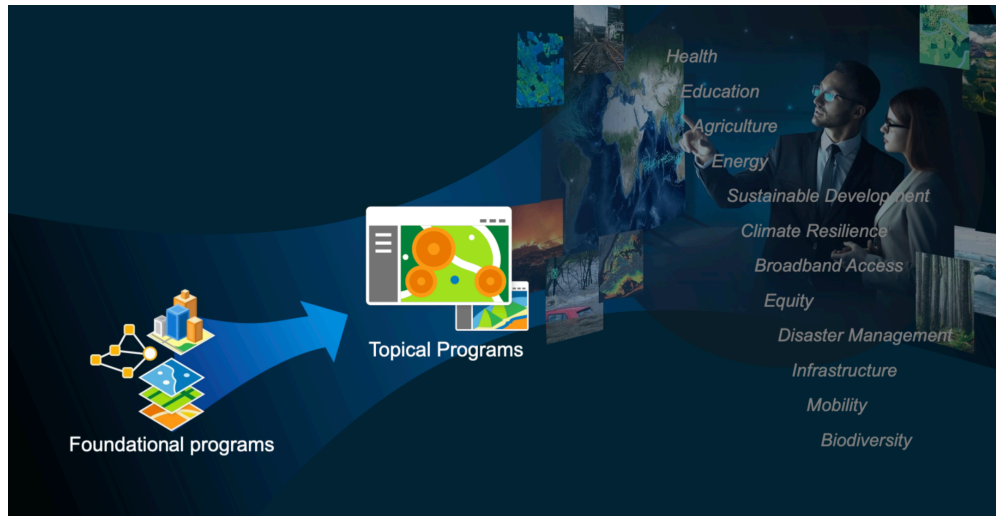 Health
Education
Agriculture
Energy
Sustainable Development
Climate Resilience
Broadband Access
Equity
Disaster Management
Infrastructure
Mobility
Biodiversity
Topical Programs
Foundational programs